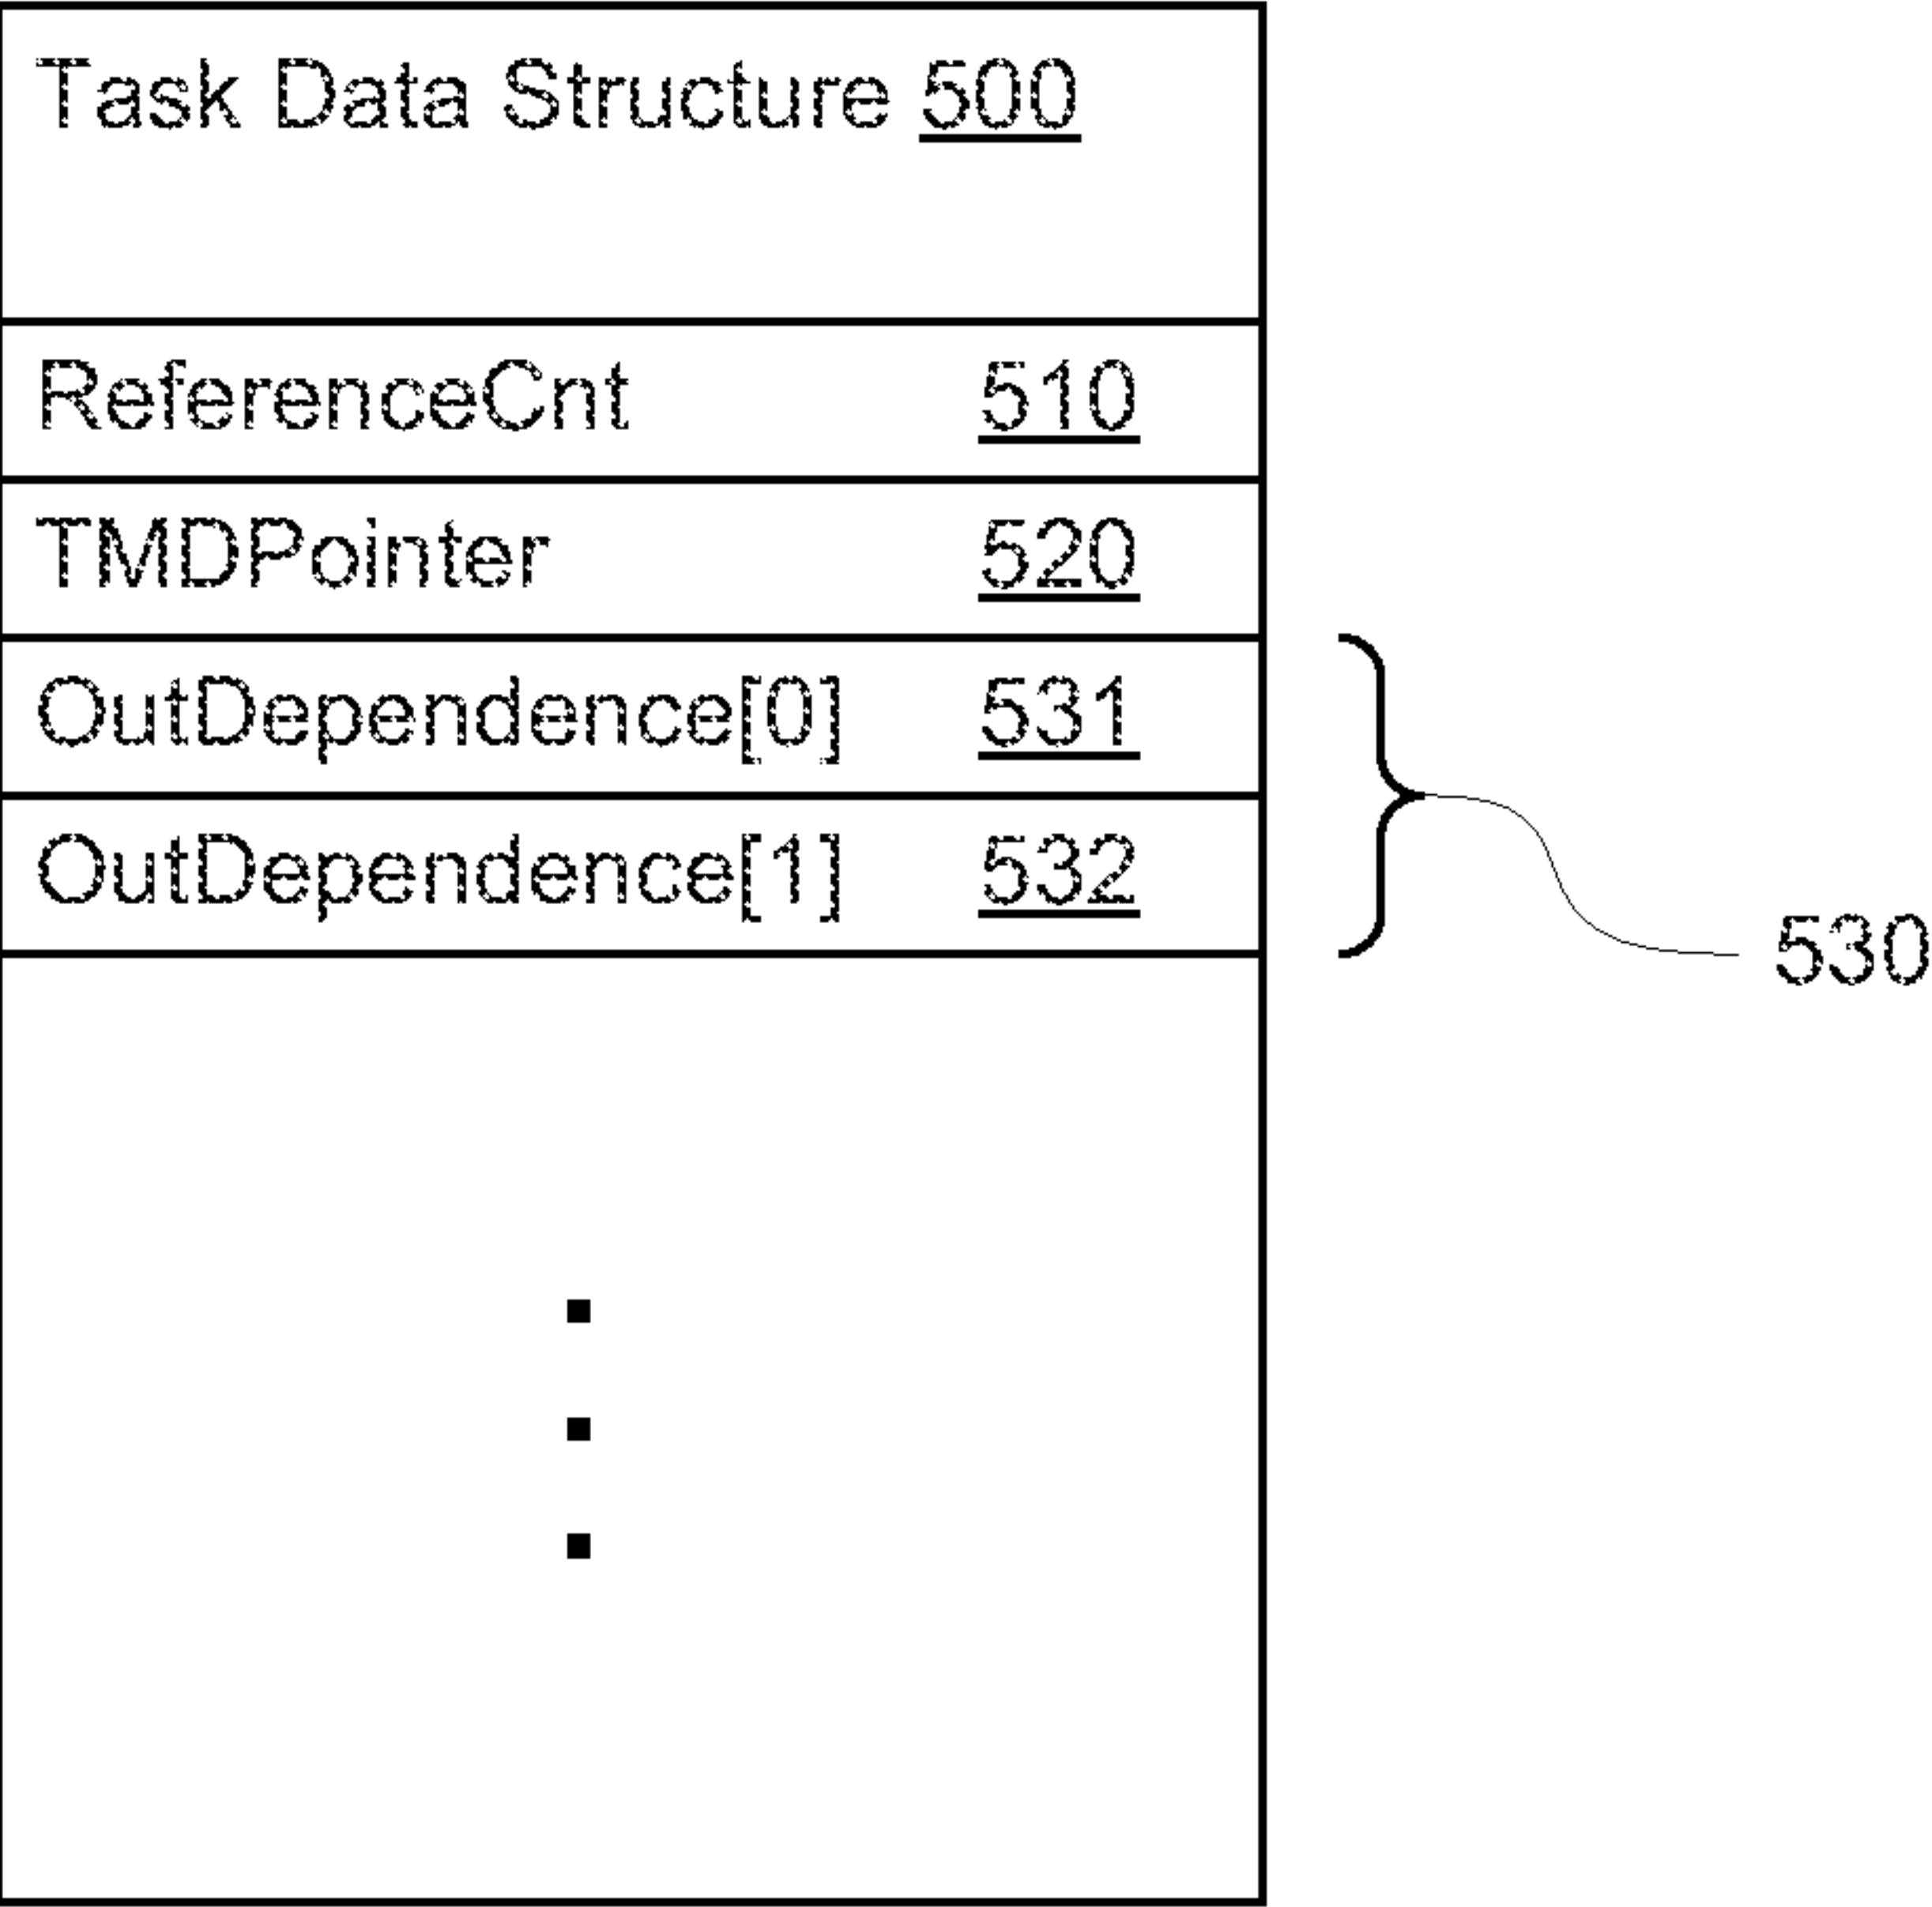 Task Data Structure 500
ReferenceCnt 510
TMDPointer 520
OutDependence[0] 531
OutDependence[1] 532
530